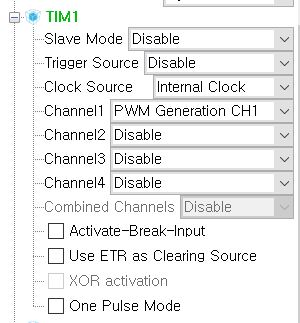 TIM1
Slave Mode Disable
Trigger Source Disable
Clock Source Internal Clock
Channel1 PWM Generation CH1
Channel2 Disable
Channel3 Disable
Channel4 Disable
Combined Channels Disable
Activate-Break-Input
Use ETR as Clearing Source
XOR activation
One Pulse Mode